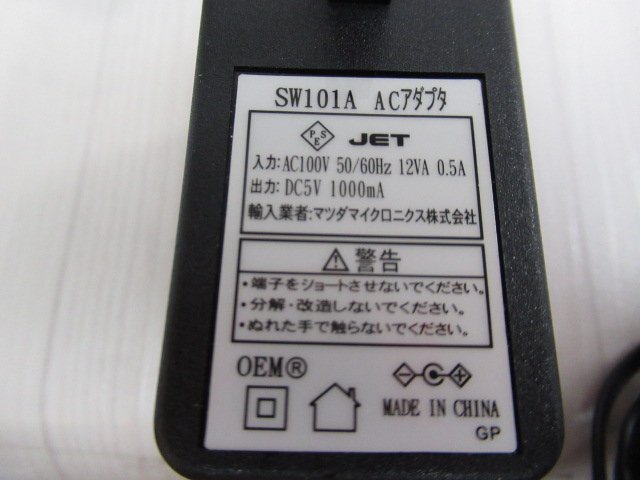 SW101A ACアダプタ
PSE JET
入力:AC100V 50/60Hz 12VA 0.5A
出力:DC5V 1000mA
輸入業者:マツダマイクロニクス株式会社
警告
・端子をショートさせないでください。
・分解・改造しないでください。
・ぬれた手で触らないでください。
OEM®
MADE IN CHINA
GP